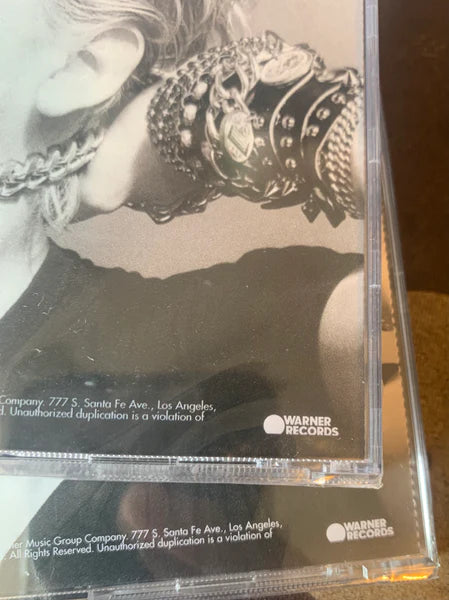 Company. 777 S. Santa Fe Ave., Los Angeles,
d. Unauthorized duplication is a violation of
WARNER
RECORDS
er Music Group Company. 777 S. Santa Fe Ave., Los Angeles,
. All Rights Reserved. Unauthorized duplication is a violation of
WARNER
RECORDS